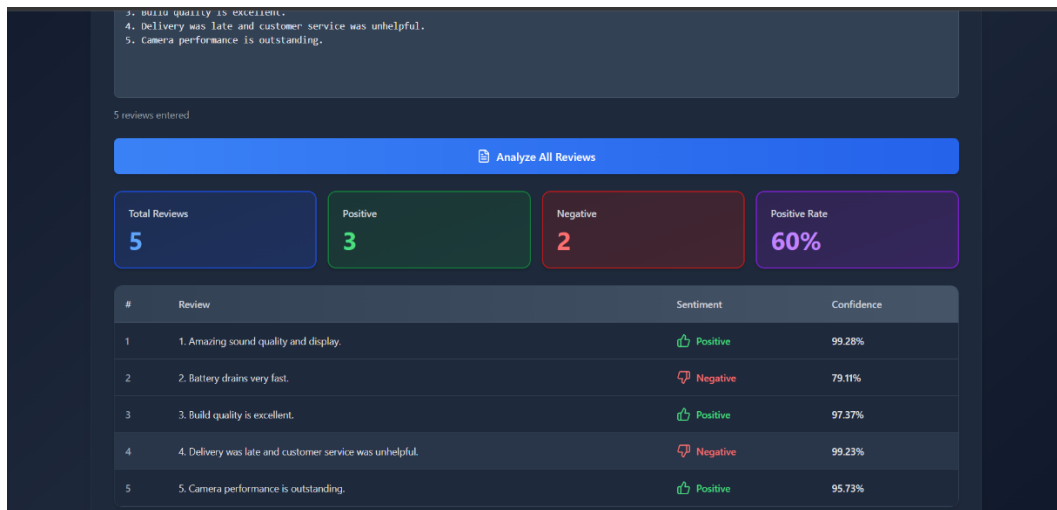 3. Build quality is excellent.
4. Delivery was late and customer service was unhelpful.
5. Camera performance is outstanding.
5 reviews entered
Analyze All Reviews
Total Reviews Positive Negative Positive Rate
5 3 2 60%
# Review Sentiment Confidence
1 1. Amazing sound quality and display. Positive 99.28%
2 2. Battery drains very fast. Negative 79.11%
3 3. Build quality is excellent. Positive 97.37%
4 4. Delivery was late and customer service was unhelpful. Negative 99.23%
5 5. Camera performance is outstanding. Positive 95.73%